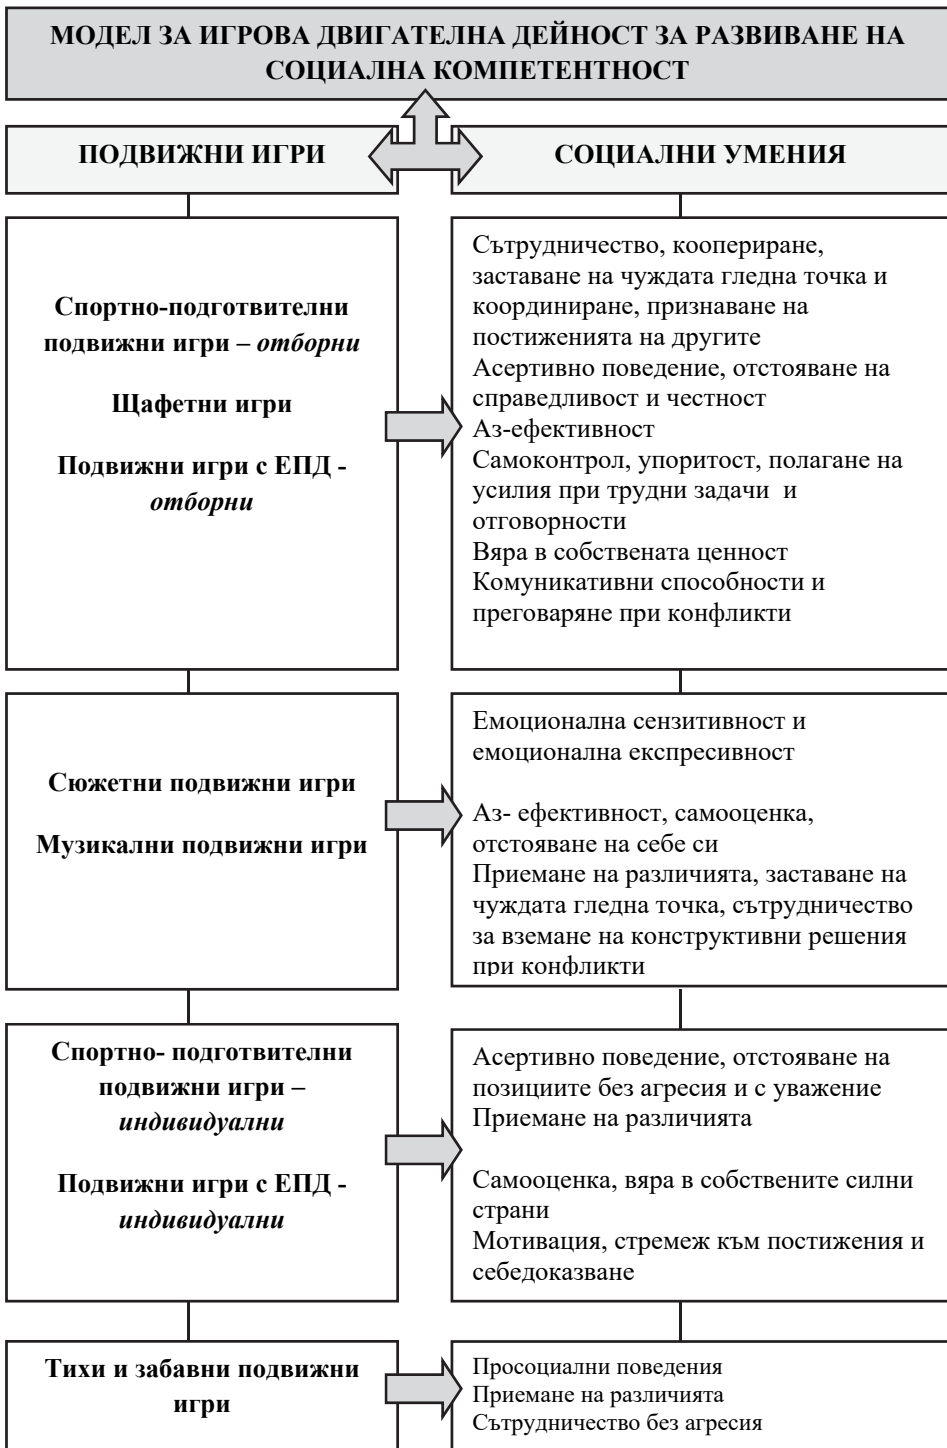 МОДЕЛ ЗА ИГРОВА ДВИГАТЕЛНА ДЕЙНОСТ ЗА РАЗВИВАНЕ НА
СОЦИАЛНА КОМПЕТЕНТНОСТ
ПОДВИЖНИ ИГРИ
СОЦИАЛНИ УМЕНИЯ
Спортно-подготвителни
подвижни игри – отборни
Щафетни игри
Подвижни игри с ЕПД -
отборни
Сътрудничество, коопериране,
заставане на чуждата гледна точка и
координиране, признаване на
постиженията на другите
Асертивно поведение, отстояване на
справедливост и честност
Аз-ефективност
Самоконтрол, упоритост, полагане на
усилия при трудни задачи  и
отговорности
Вяра в собствената ценност
Комуникативни способности и
преговаряне при конфликти
Сюжетни подвижни игри
Музикални подвижни игри
Емоционална сензитивност и
емоционална експресивност
Аз- ефективност, самооценка,
отстояване на себе си
Приемане на различията, заставане на
чуждата гледна точка, сътрудничество
за вземане на конструктивни решения
при конфликти
Спортно- подготвителни
подвижни игри –
индивидуални
Подвижни игри с ЕПД -
индивидуални
Асертивно поведение, отстояване на
позициите без агресия и с уважение
Приемане на различията
Самооценка, вяра в собствените силни
страни
Мотивация, стремеж към постижения и
себедоказване
Тихи и забавни подвижни
игри
Просоциални поведения
Приемане на различията
Сътрудничество без агресия